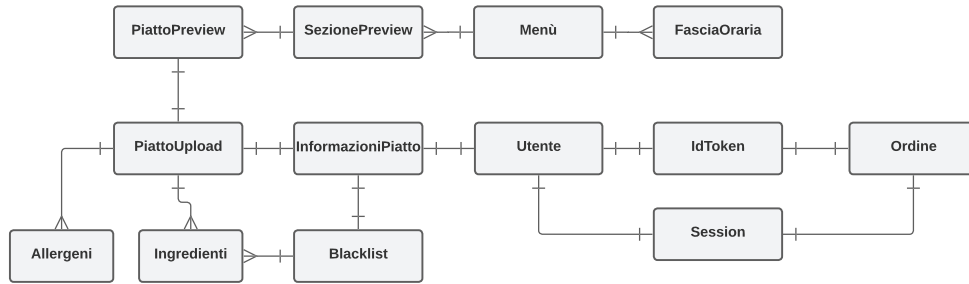 PiattoPreview
SezionePreview
Menù
FasciaOraria
PiattoUpload
InformazioniPiatto
Utente
IdToken
Ordine
Session
Allergeni
Ingredienti
Blacklist